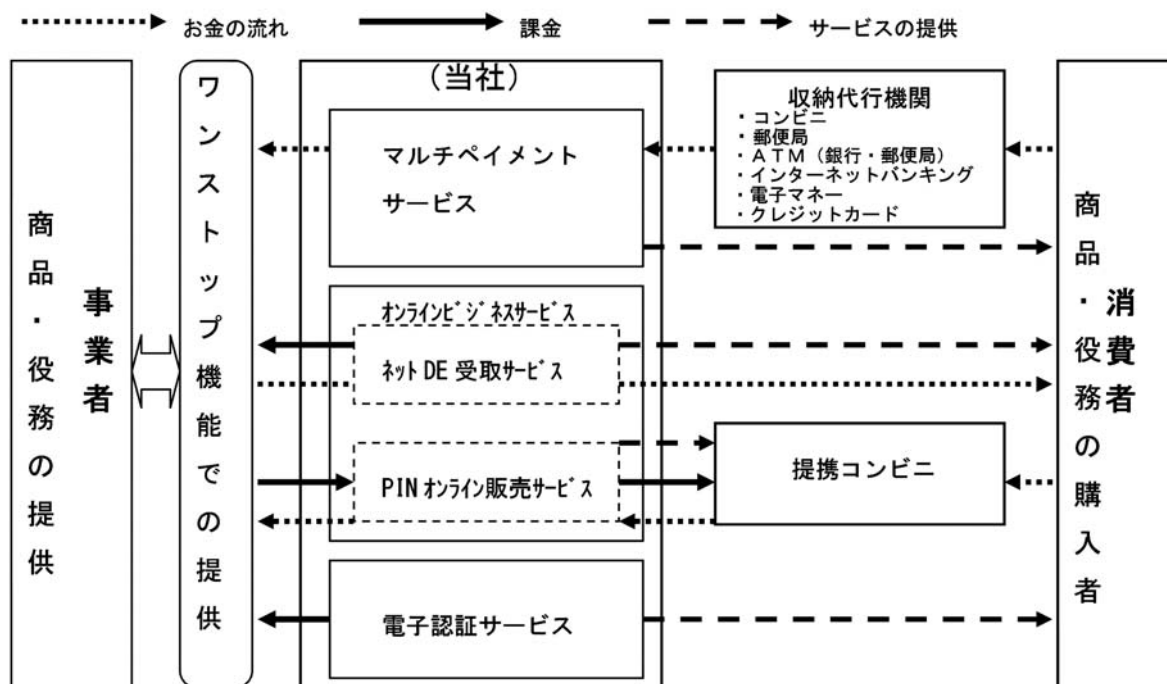 お金の流れ
課金
サービスの提供
商品・役務の提供
事業者
ワンストップ機能での提供
(当社)
マルチペイメント
サービス
オンラインﾋﾞｼﾞﾈｽサービス
ネットDE 受取サービス
PIN オンライン販売サービス
電子認証サービス
収納代行機関
・コンビニ
・郵便局
・ＡＴＭ（銀行・郵便局）
・インターネットバンキング
・電子マネー
・クレジットカード
提携コンビニ
消費者
商品・役務の購入者